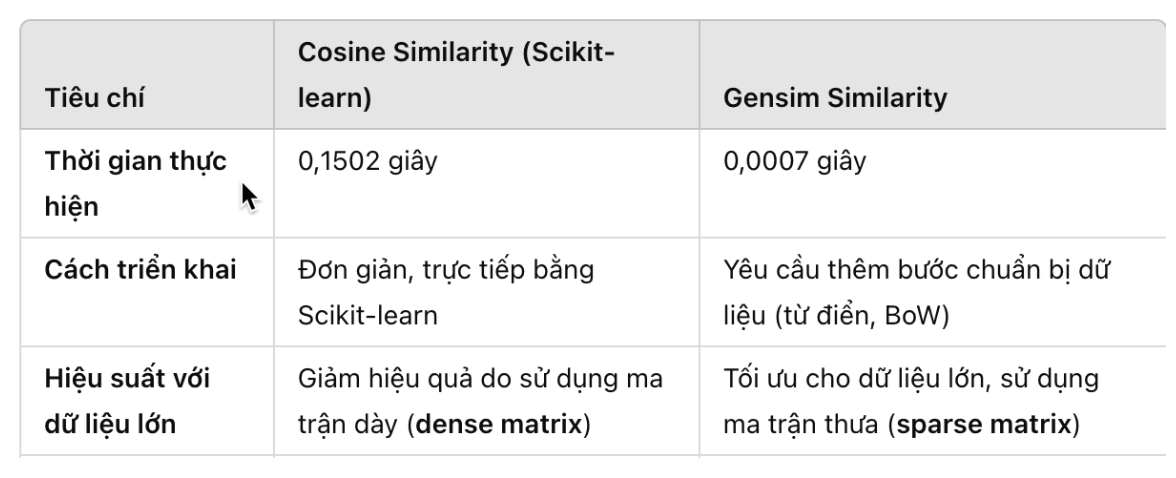 Tiêu chí
Cosine Similarity (Scikit-
learn)
Gensim Similarity
Thời gian thực
hiện
0,1502 giây
0,0007 giây
Cách triển khai
Đơn giản, trực tiếp bằng
Scikit-learn
Yêu cầu thêm bước chuẩn bị dữ
liệu (từ điển, BoW)
Hiệu suất với
dữ liệu lớn
Giảm hiệu quả do sử dụng ma
trận dày (dense matrix)
Tối ưu cho dữ liệu lớn, sử dụng
ma trận thưa (sparse matrix)